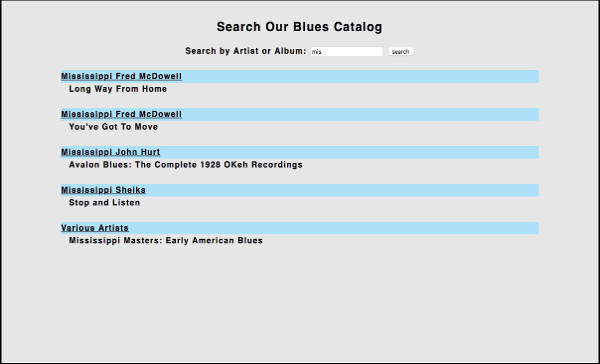 Search Our Blues Catalog
Search by Artist or Album: mis search
Mississippi Fred McDowell
Long Way From Home
Mississippi Fred McDowell
You've Got To Move
Mississippi John Hurt
Avalon Blues: The Complete 1928 OKeh Recordings
Mississippi Sheiks
Stop and Listen
Various Artists
Mississippi Masters: Early American Blues